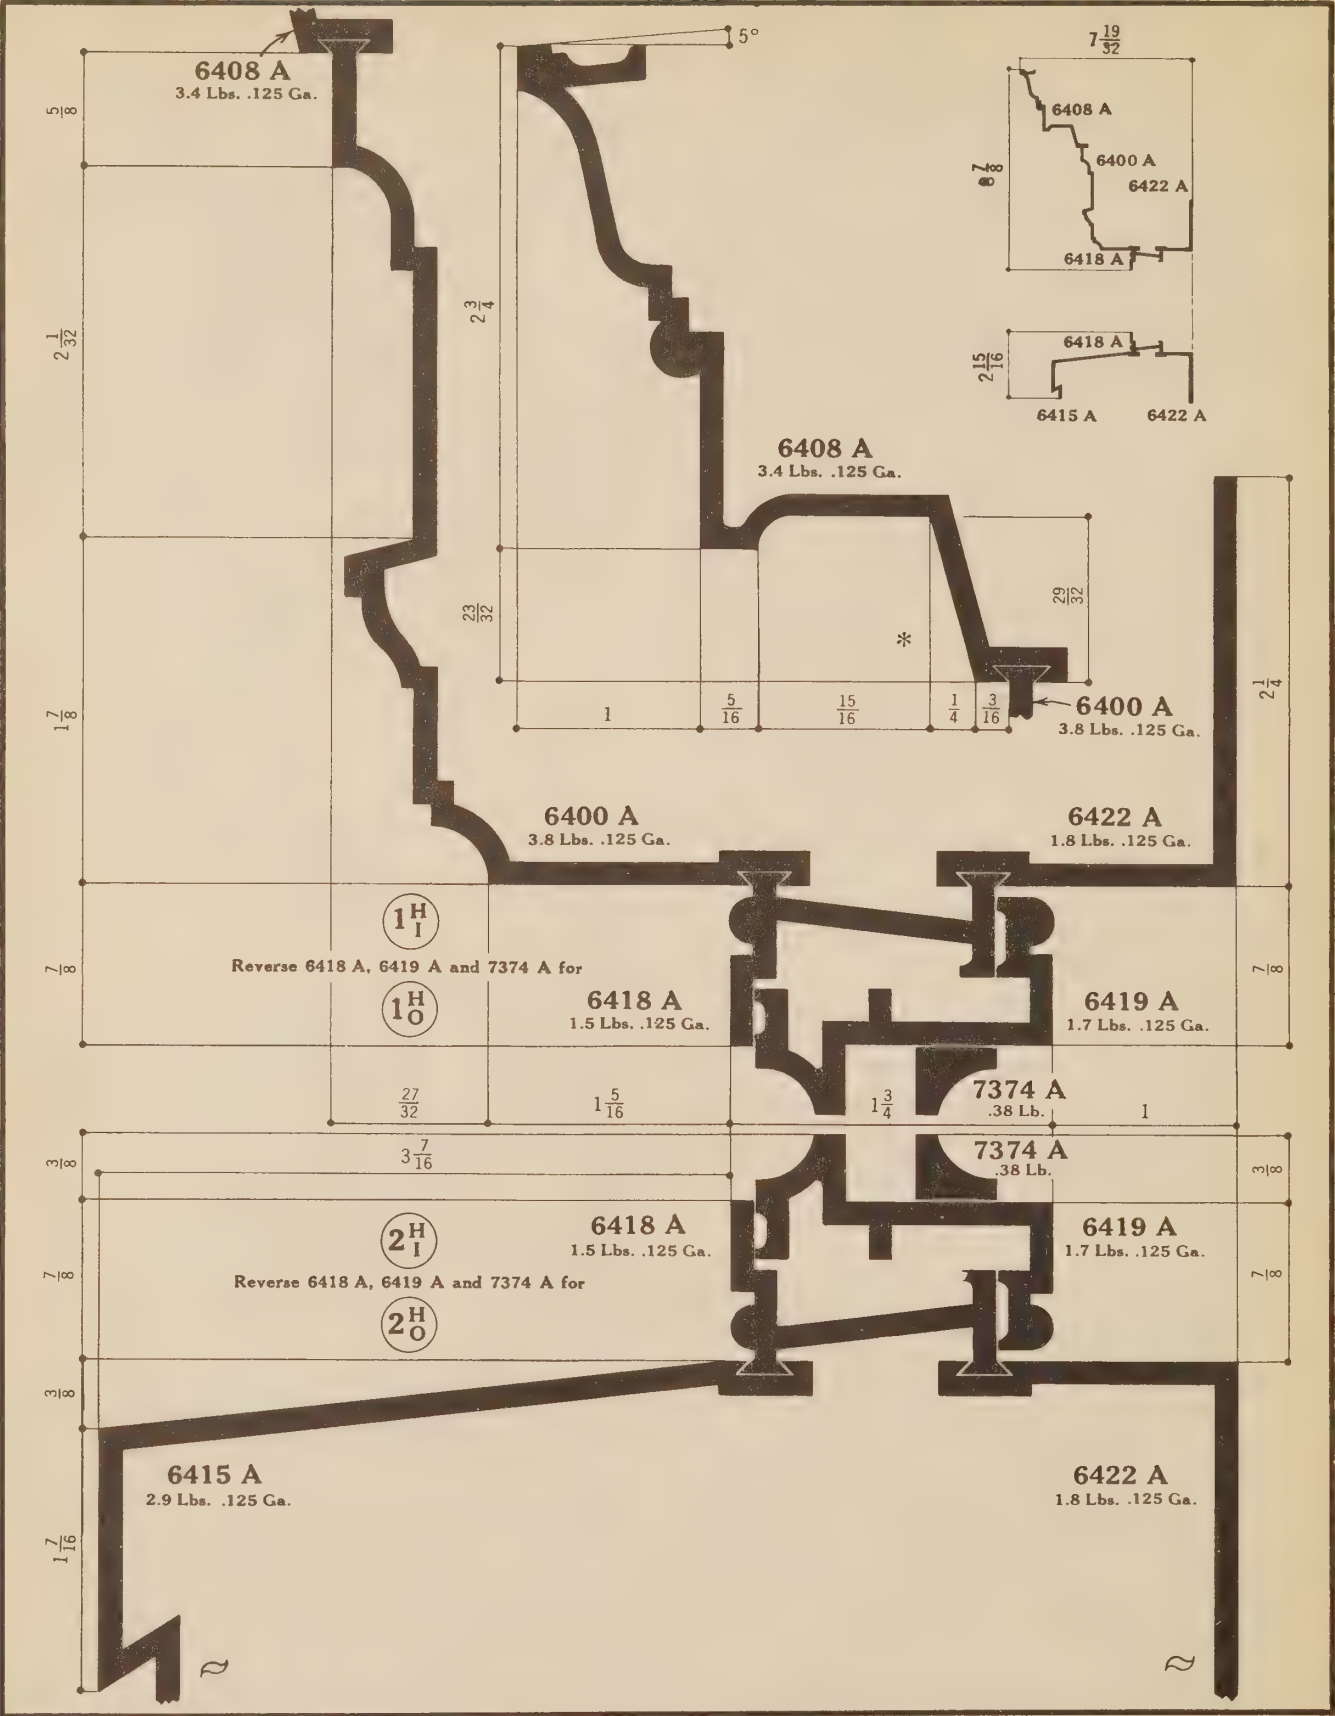 6408 A
3.4 Lbs. .125 Ga.
5°
7 19/32
6408 A
6400 A
6422 A
6418 A
6418 A
2 15/16
6415 A
6422 A
5/8
2 1/32
1 7/8
7/8
2 3/4
23/32
6408 A
3.4 Lbs. .125 Ga.
29/32
*
1
5/16
15/16
1/4
3/16
6400 A
3.8 Lbs. .125 Ga.
2 1/4
6400 A
3.8 Lbs. .125 Ga.
6422 A
1.8 Lbs. .125 Ga.
1 H I
Reverse 6418 A, 6419 A and 7374 A for
1 H O
6418 A
1.5 Lbs. .125 Ga.
6419 A
1.7 Lbs. .125 Ga.
7/8
27/32
1 5/16
1 3/4
7374 A
.38 Lb.
1
3/8
3 7/16
7374 A
.38 Lb.
3/8
2 H I
Reverse 6418 A, 6419 A and 7374 A for
2 H O
6418 A
1.5 Lbs. .125 Ga.
6419 A
1.7 Lbs. .125 Ga.
7/8
7/8
3/8
6415 A
2.9 Lbs. .125 Ga.
6422 A
1.8 Lbs. .125 Ga.
1 7/16